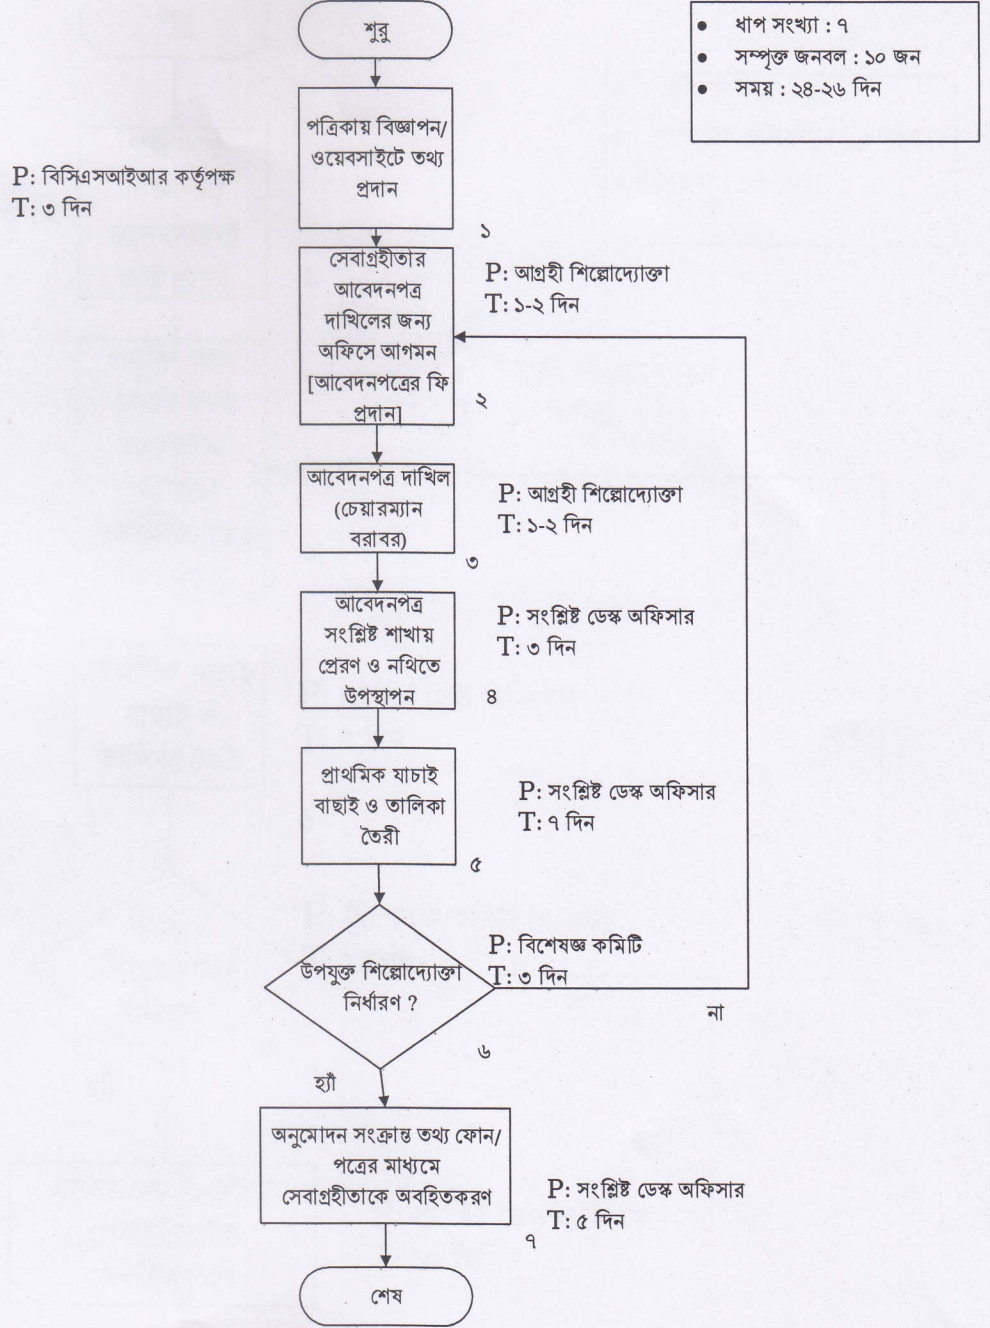 শুরু
• ধাপ সংখ্যা : ৭
• সম্পৃক্ত জনবল : ১০ জন
• সময় : ২৪-২৬ দিন
পত্রিকায় বিজ্ঞাপন/
ওয়েবসাইটে তথ্য
প্রদান
P: বিসিএসআইআর কর্তৃপক্ষ
T: ৩ দিন
১
সেবাগ্রহীতার
আবেদনপত্র
দাখিলের জন্য
অফিসে আগমন
[আবেদনপত্রের ফি
প্রদান]
P: আগ্রহী শিল্পোদ্যোক্তা
T: ১-২ দিন
২
আবেদনপত্র দাখিল
(চেয়ারম্যান
বরাবর)
P: আগ্রহী শিল্পোদ্যোক্তা
T: ১-২ দিন
৩
আবেদনপত্র
সংশ্লিষ্ট শাখায়
প্রেরণ ও নথিতে
উপস্থাপন
P: সংশ্লিষ্ট ডেস্ক অফিসার
T: ৩ দিন
৪
প্রাথমিক যাচাই
বাছাই ও তালিকা
তৈরী
P: সংশ্লিষ্ট ডেস্ক অফিসার
T: ৭ দিন
৫
উপযুক্ত শিল্পোদ্যোক্তা
নির্ধারণ ?
P: বিশেষজ্ঞ কমিটি
T: ৩ দিন
না
৬
হ্যাঁ
অনুমোদন সংক্রান্ত তথ্য ফোন/
পত্রের মাধ্যমে
সেবাগ্রহীতাকে অবহিতকরণ
P: সংশ্লিষ্ট ডেস্ক অফিসার
T: ৫ দিন
৭
শেষ